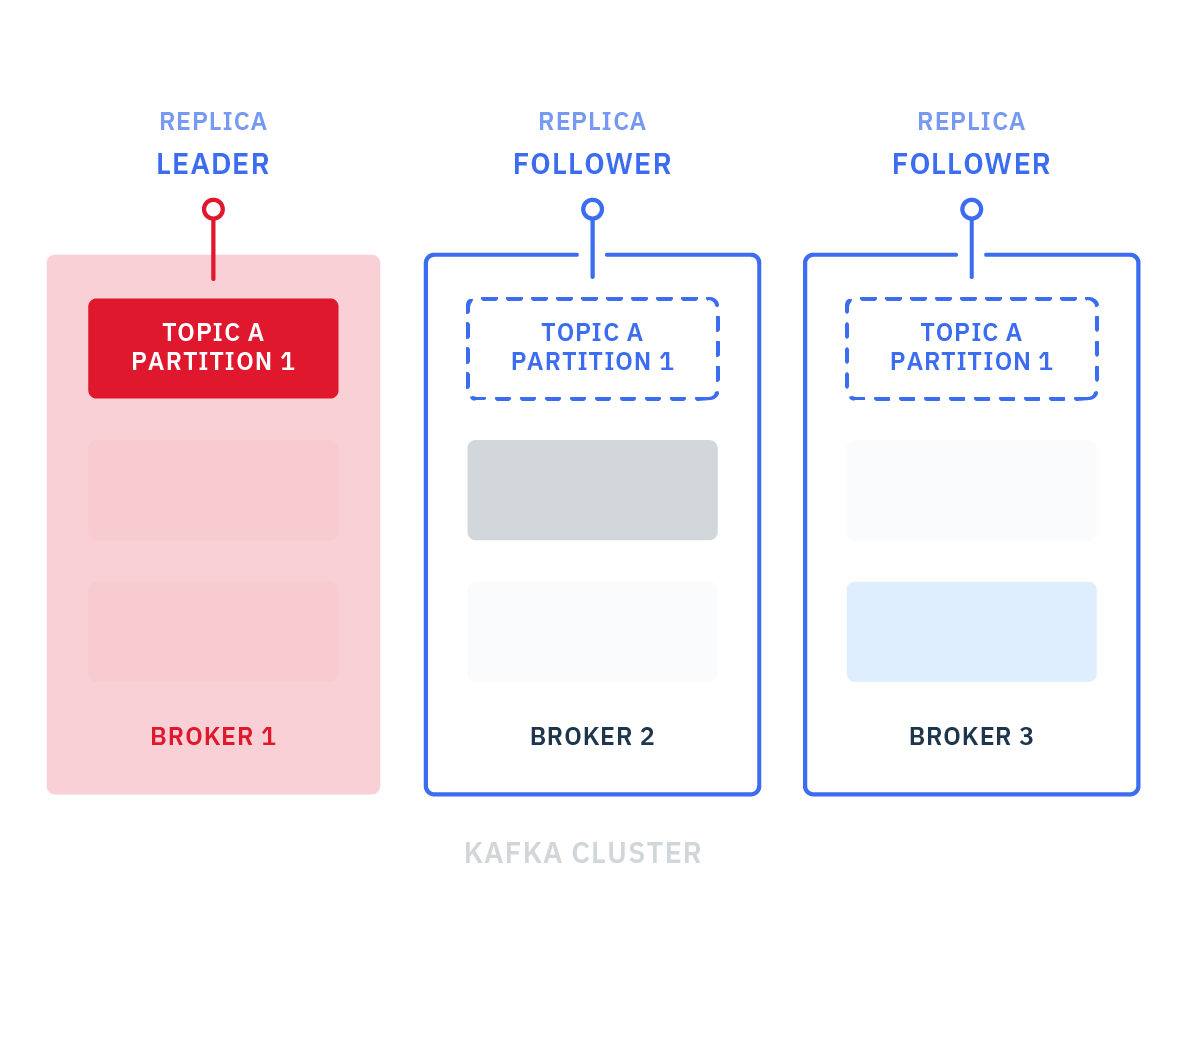 REPLICA
LEADER
REPLICA
FOLLOWER
REPLICA
FOLLOWER
TOPIC A
PARTITION 1
TOPIC A
PARTITION 1
TOPIC A
PARTITION 1
BROKER 1
BROKER 2
BROKER 3
KAFKA CLUSTER